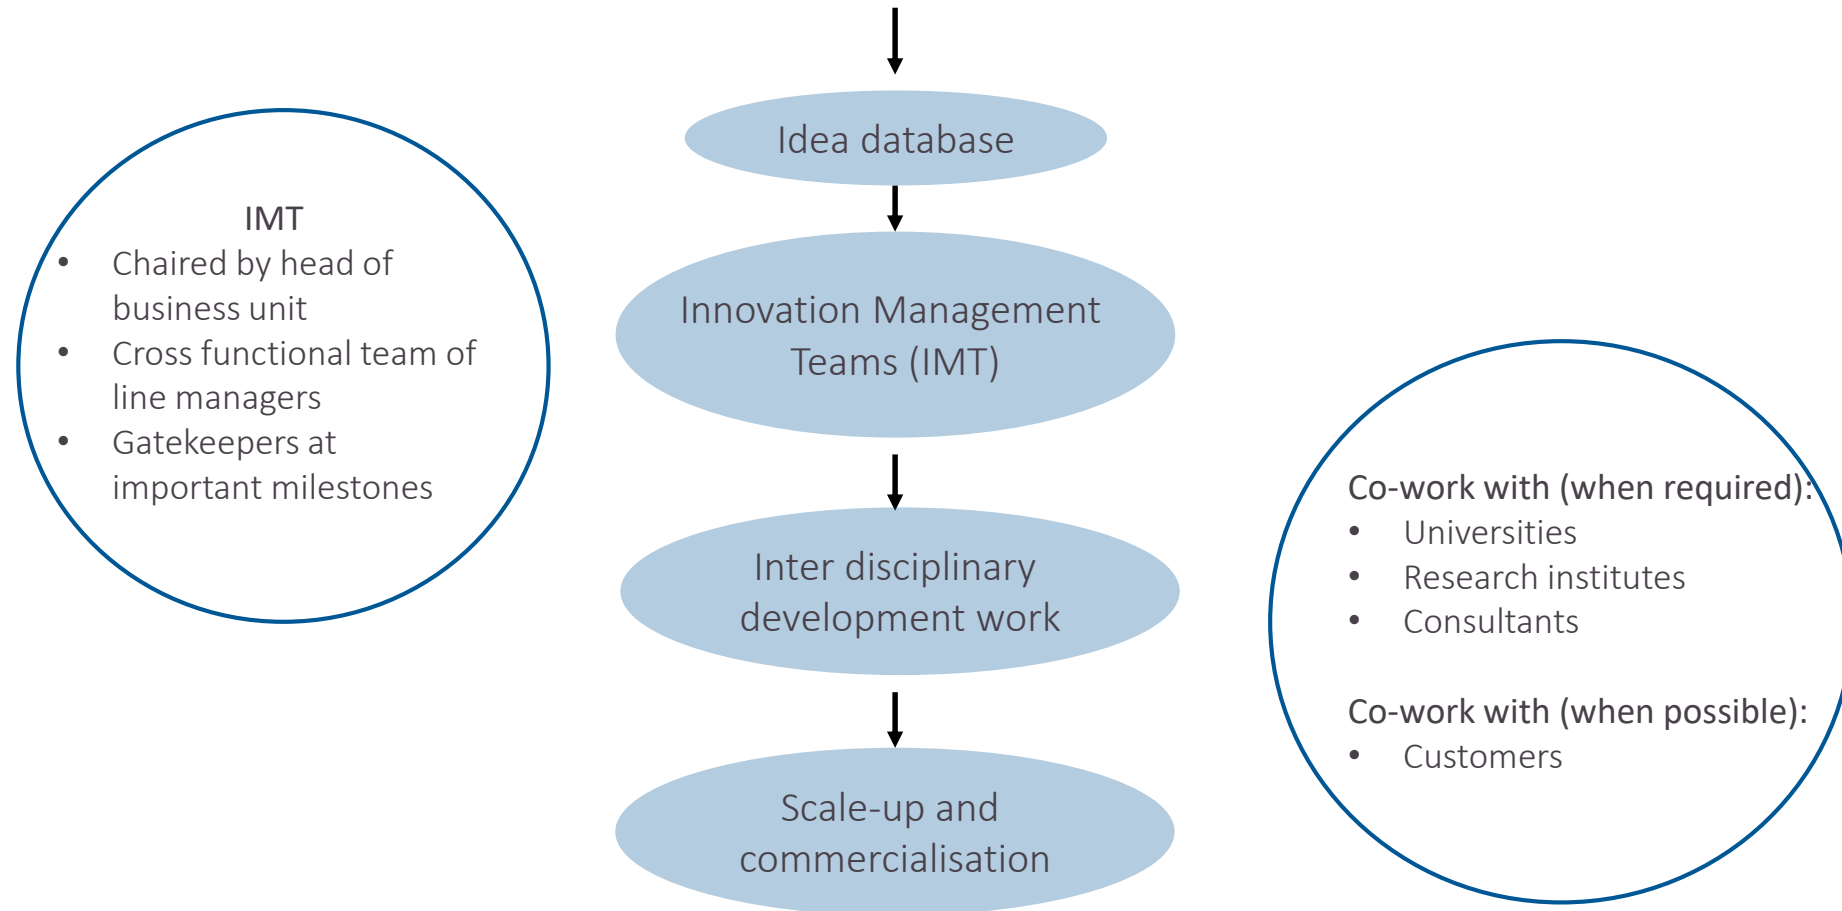 Idea database
IMT
• Chaired by head of
business unit
• Cross functional team of
line managers
• Gatekeepers at
important milestones
Innovation Management
Teams (IMT)
Inter disciplinary
development work
Co-work with (when required):
• Universities
• Research institutes
• Consultants
Co-work with (when possible):
• Customers
Scale-up and
commercialisation